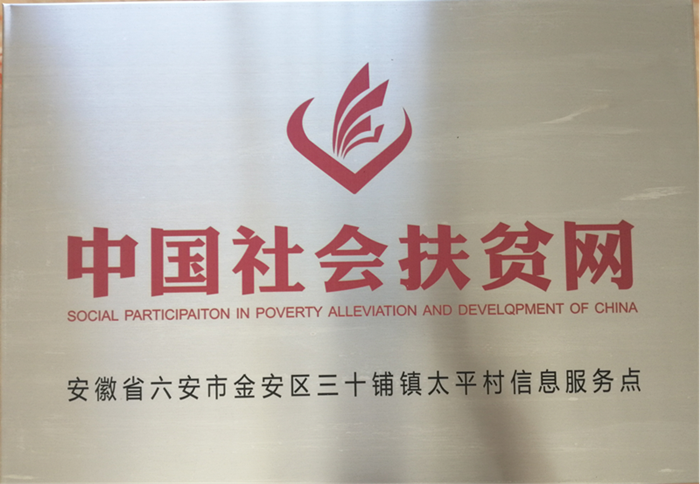 中国社会扶贫网
SOCIAL PARTICIPAITON IN POVERTY ALLEVIATION AND DEVELQPMENT OF CHINA
安徽省六安市金安区三十铺镇太平村信息服务点